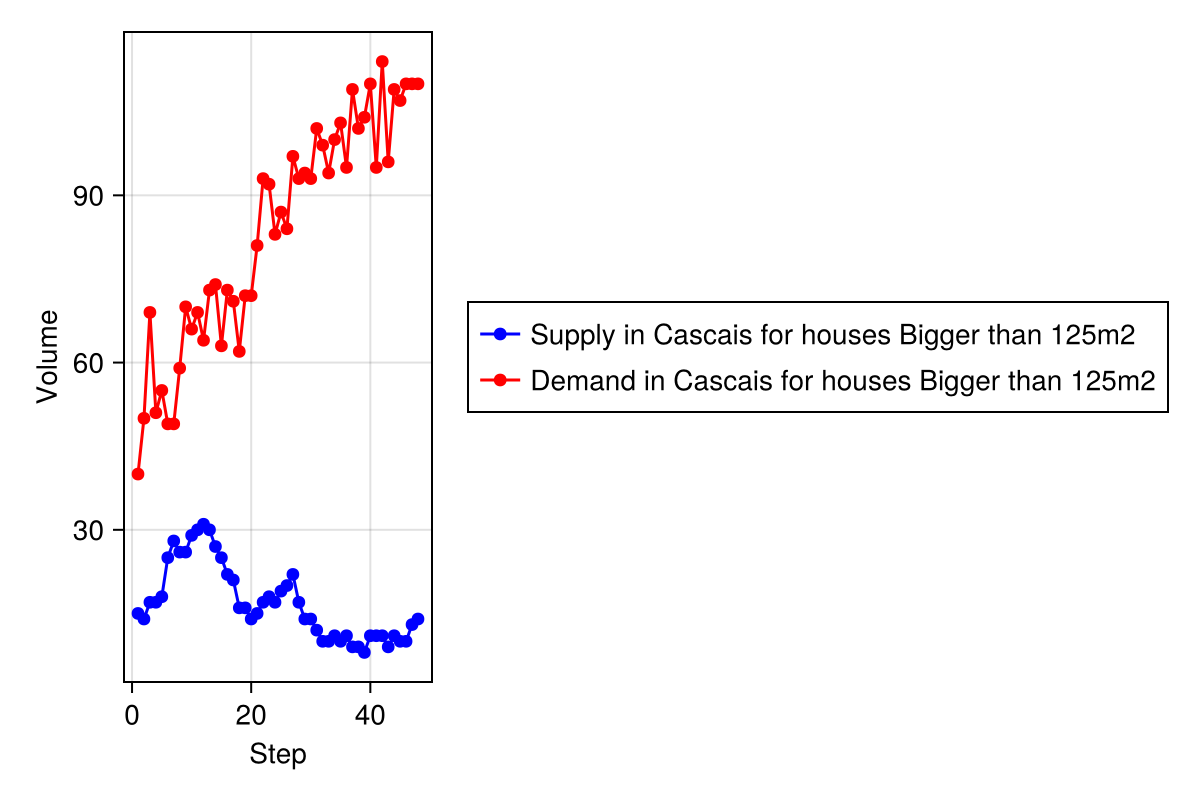 Volume
90
60
30
0 20 40
Step
Supply in Cascais for houses Bigger than 125m2
Demand in Cascais for houses Bigger than 125m2